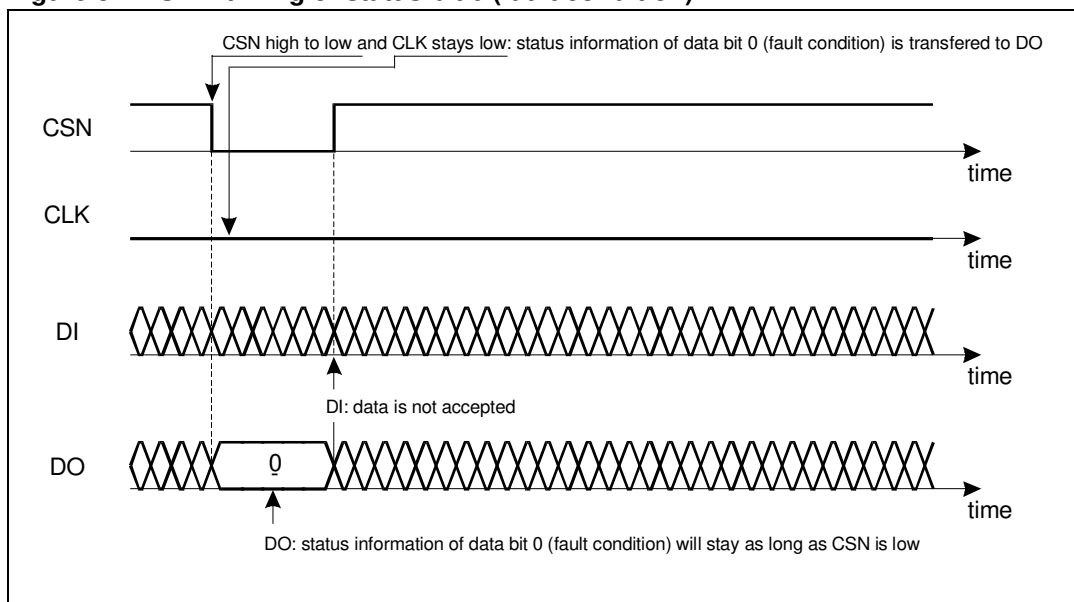 CSN high to low and CLK stays low: status information of data bit 0 (fault condition) is transfered to DO
CSN
time
CLK
time
DI
time
DI: data is not accepted
DO
0
time
DO: status information of data bit 0 (fault condition) will stay as long as CSN is low